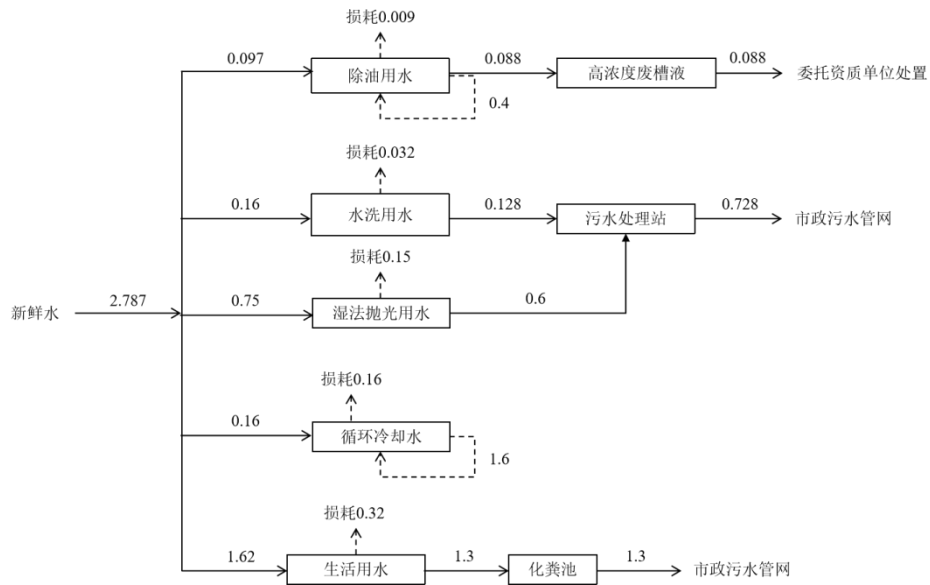 损耗0.009
0.097
除油用水
0.088
高浓度废槽液
0.088
委托资质单位处置
0.4
损耗0.032
0.16
水洗用水
0.128
污水处理站
0.728
市政污水管网
损耗0.15
新鲜水
2.787
0.75
湿法抛光用水
0.6
损耗0.16
0.16
循环冷却水
1.6
损耗0.32
1.62
生活用水
1.3
化粪池
1.3
市政污水管网